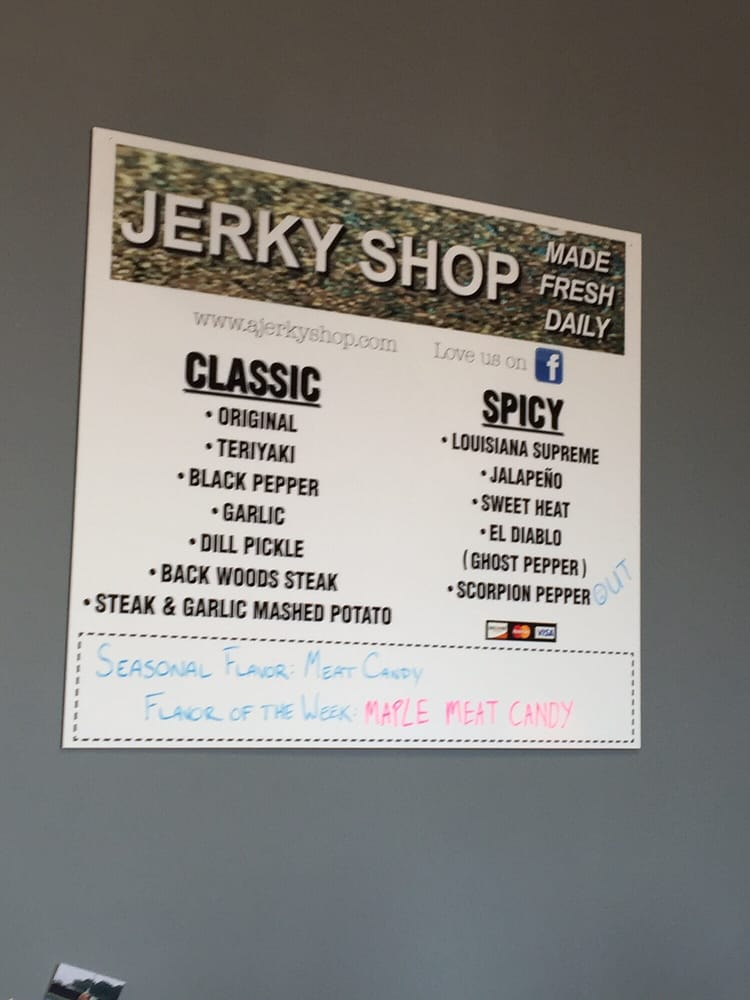 JERKY SHOP
MADE
FRESH
DAILY
www.ajerkyshop.com
Love us on f
CLASSIC
• ORIGINAL
• TERIYAKI
• BLACK PEPPER
• GARLIC
• DILL PICKLE
• BACK WOODS STEAK
• STEAK & GARLIC MASHED POTATO
SPICY
• LOUISIANA SUPREME
• JALAPEÑO
• SWEET HEAT
• EL DIABLO
(GHOST PEPPER)
• SCORPION PEPPER OUT
VISA
SEASONAL FLAVOR: MEAT CANDY
FLAVOR OF THE WEEK: MAPLE MEAT CANDY